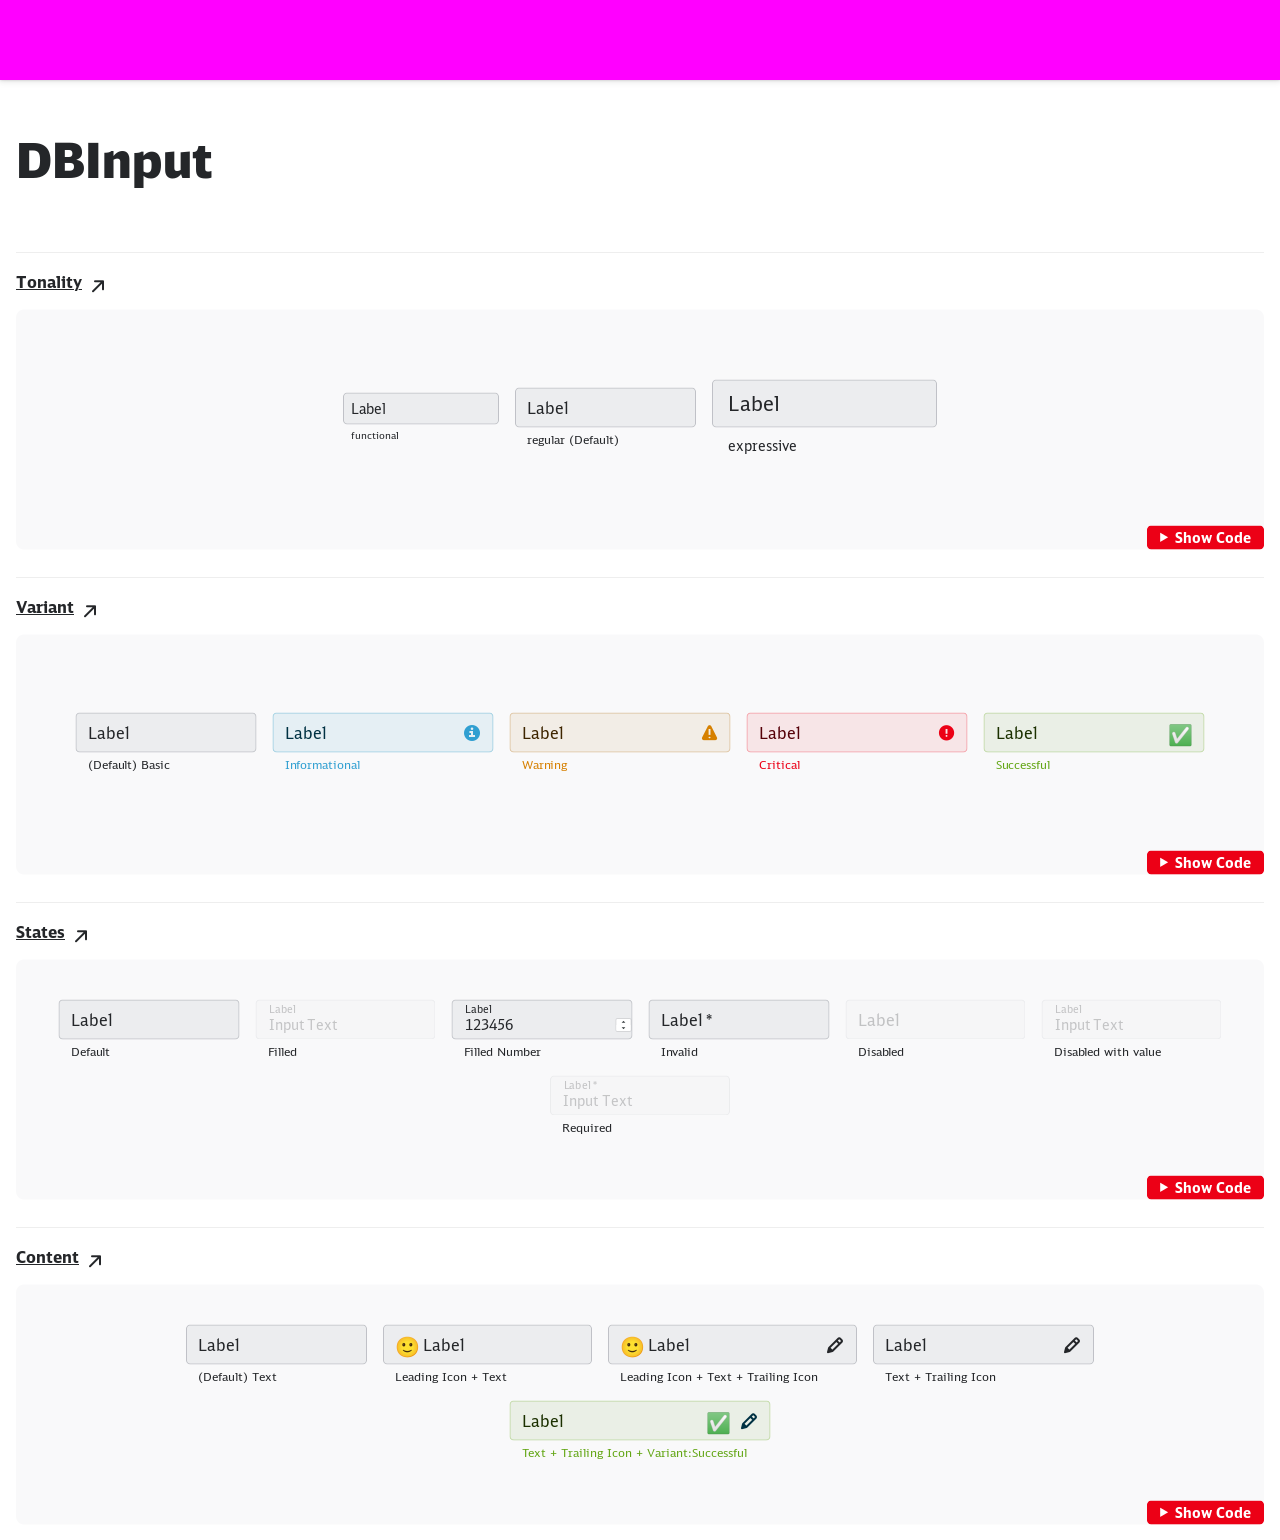 DBInput
Tonality
Label Label Label
functional regular (Default) expressive
Show Code
Variant
Label Label Label Label Label
(Default) Basic Informational Warning Critical Successful
Show Code
States
Label Label Input Text Label 123456 Label * Label Label Input Text
Default Filled Filled Number Invalid Disabled Disabled with value
Label *
Input Text
Required
Show Code
Content
Label Label Label Label
(Default) Text Leading Icon + Text Leading Icon + Text + Trailing Icon Text + Trailing Icon
Label
Text + Trailing Icon + Variant:Successful
Show Code